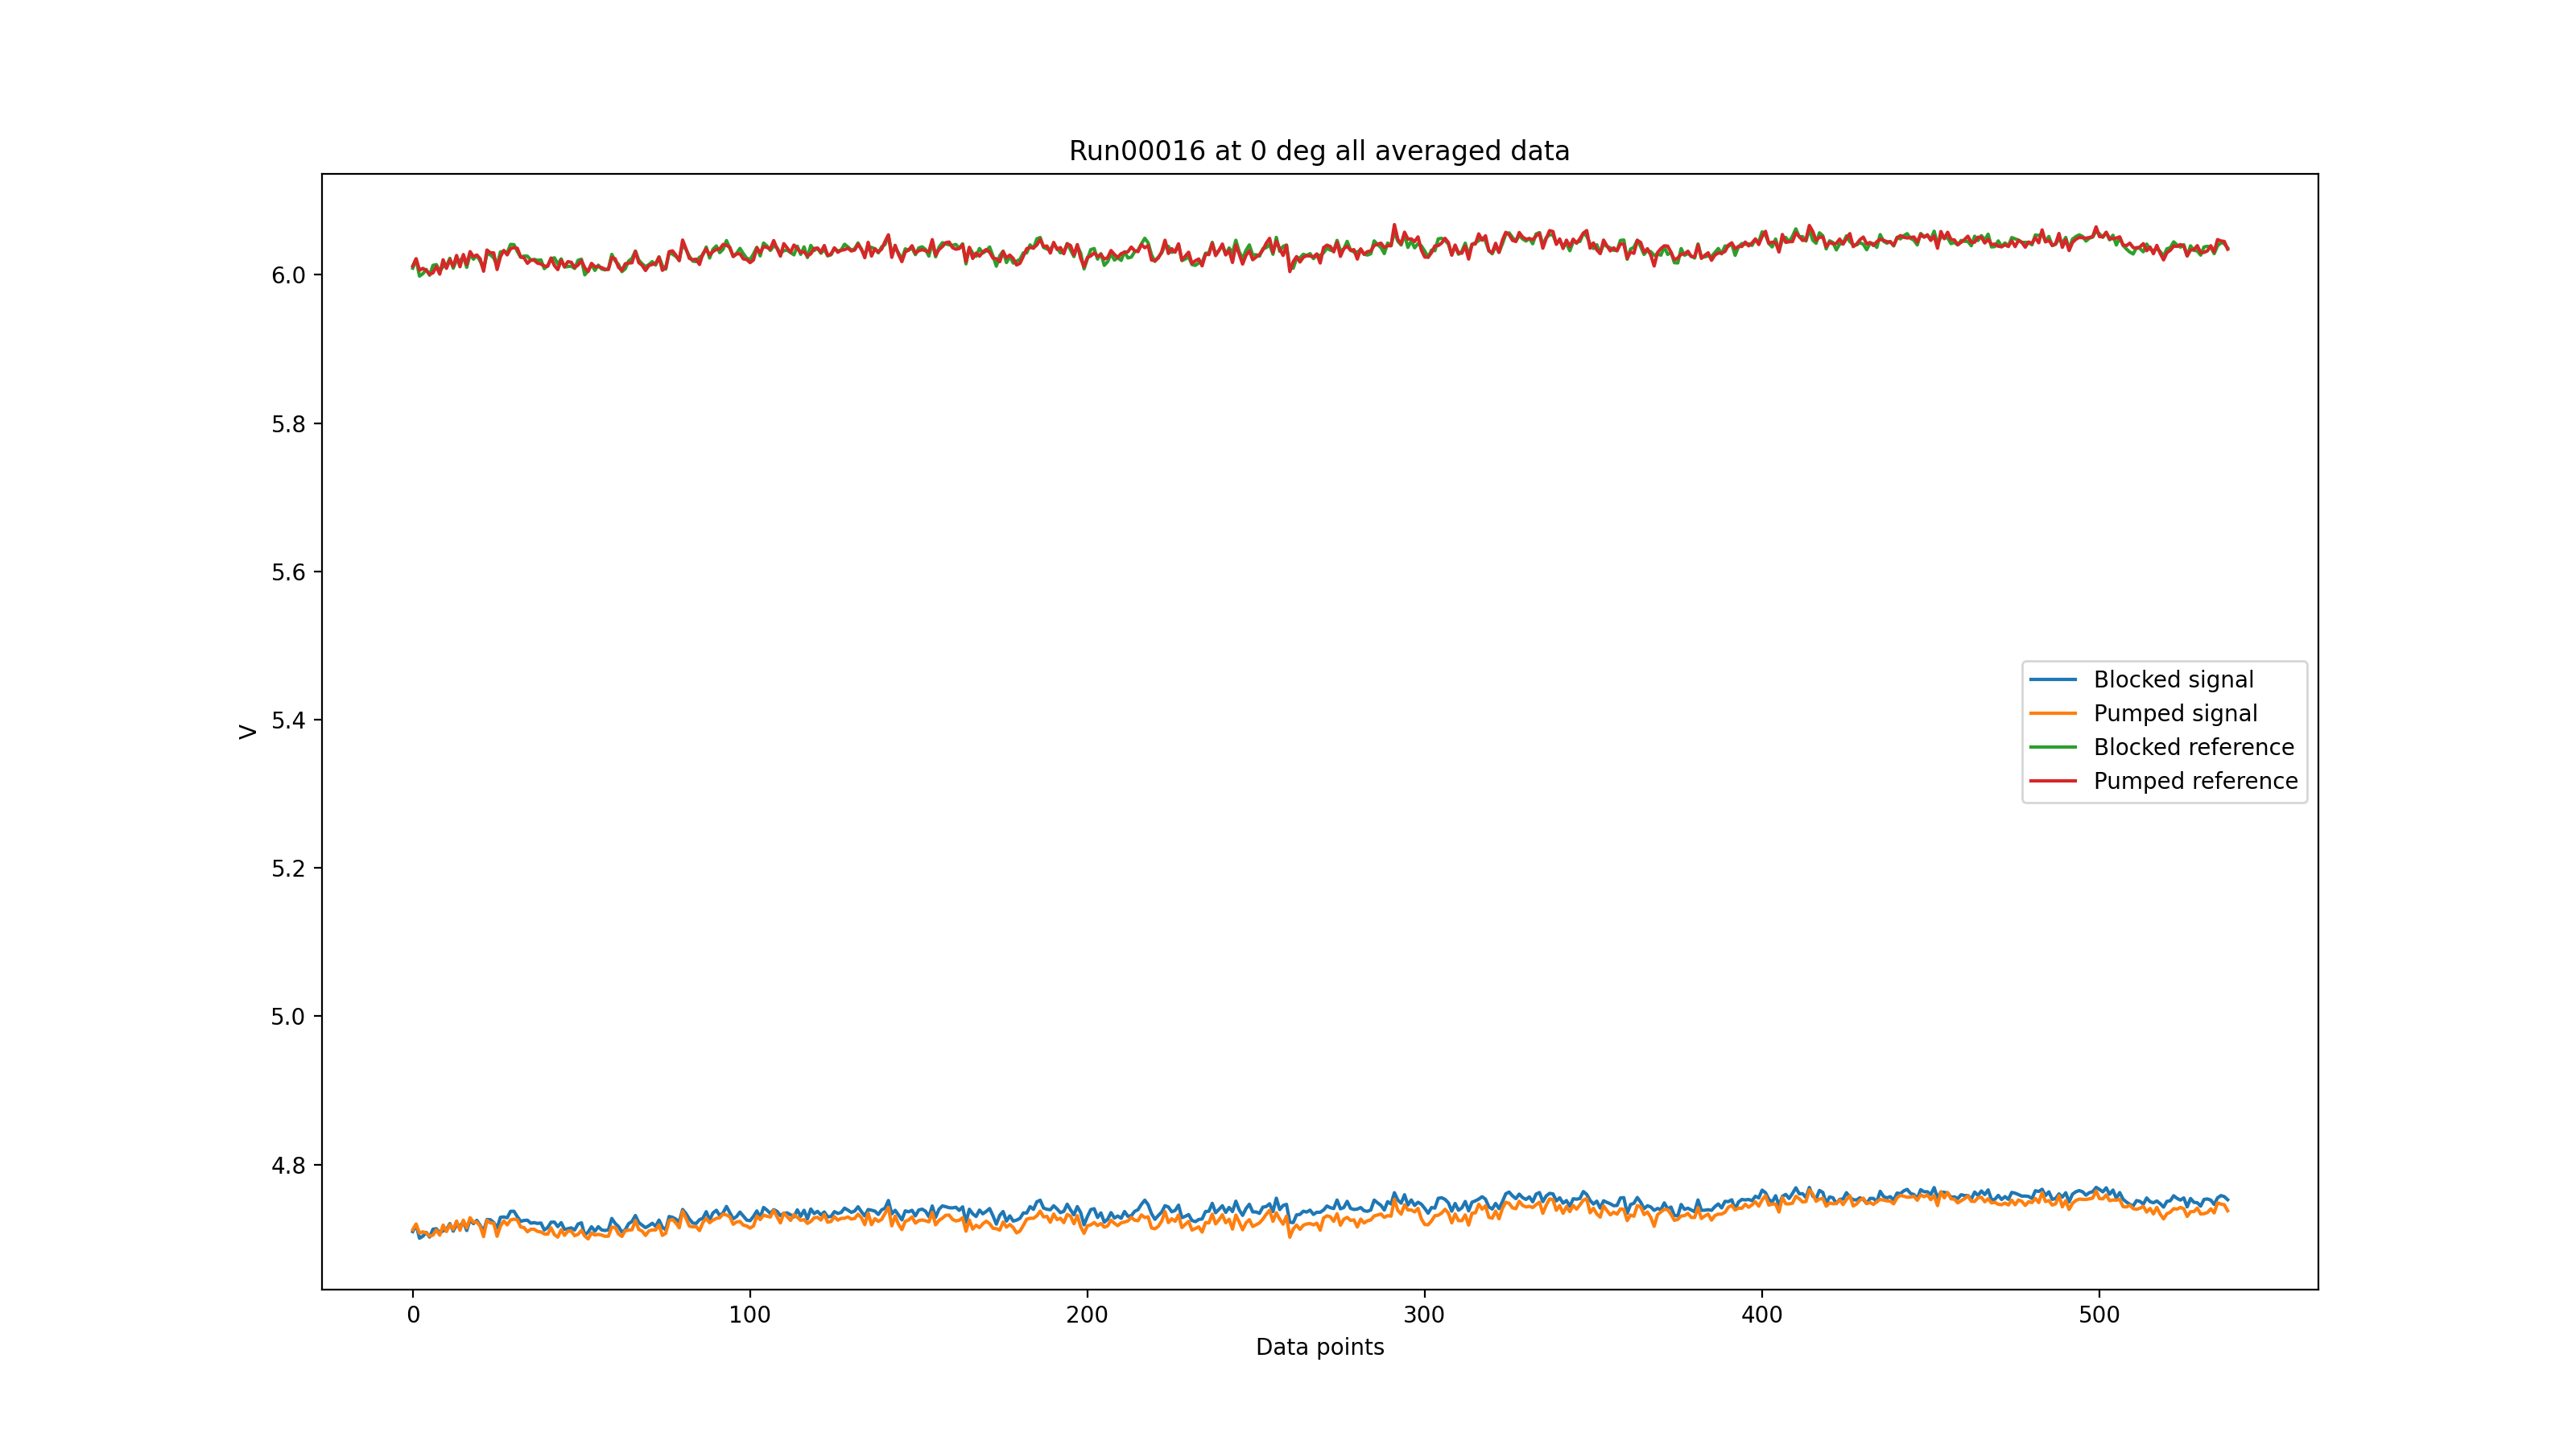 Run00016 at 0 deg all averaged data
6.0
5.8
5.6
5.4
5.2
5.0
4.8
V
Blocked signal
Pumped signal
Blocked reference
Pumped reference
0 100 200 300 400 500
Data points